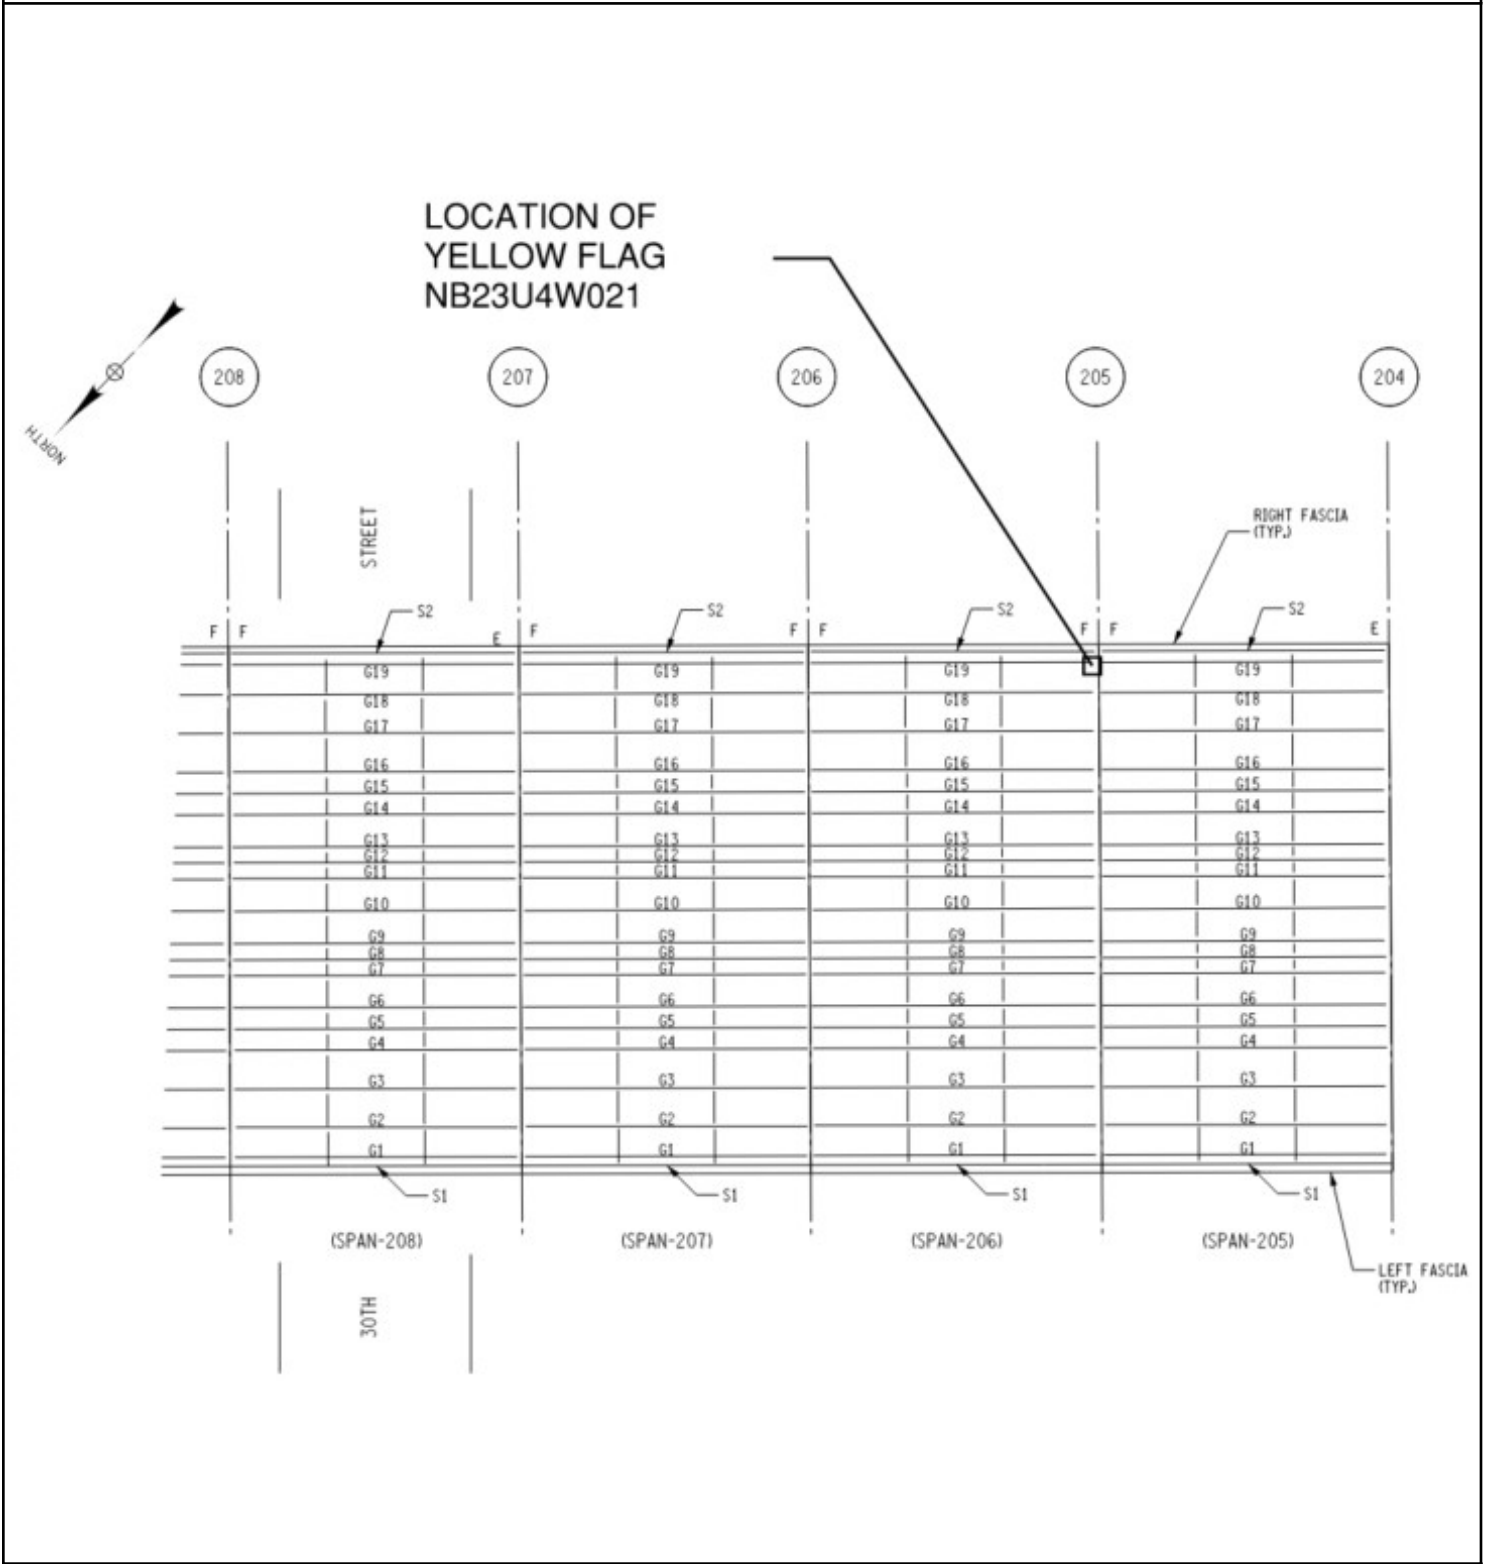 LOCATION OF
YELLOW FLAG
NB23U4W021
NORTH
208 207 206 205 204
STREET
RIGHT FASCIA
(TYP.)
S2 S2 S2 S2
F F E F F F F F E
G19 G19 G19 G19
G18 G18 G18 G18
G17 G17 G17 G17
G16 G16 G16 G16
G15 G15 G15 G15
G14 G14 G14 G14
G13 G13 G13 G13
G12 G12 G12 G12
G11 G11 G11 G11
G10 G10 G10 G10
G9 G9 G9 G9
G8 G8 G8 G8
G7 G7 G7 G7
G6 G6 G6 G6
G5 G5 G5 G5
G4 G4 G4 G4
G3 G3 G3 G3
G2 G2 G2 G2
G1 G1 G1 G1
S1 S1 S1 S1
(SPAN-208) (SPAN-207) (SPAN-206) (SPAN-205)
LEFT FASCIA
(TYP.)
30TH